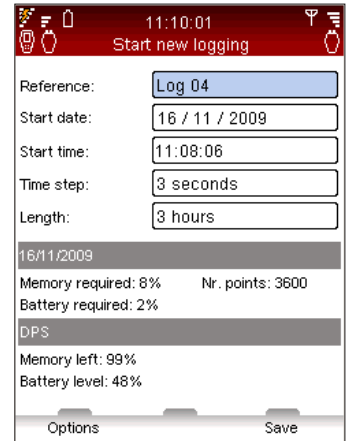 11:10:01
Start new logging
Reference: Log 04
Start date: 16 / 11 / 2009
Start time: 11:08:06
Time step: 3 seconds
Length: 3 hours
16/11/2009
Memory required: 8% Nr. points: 3600
Battery required: 2%
DPS
Memory left: 99%
Battery level: 48%
Options Save